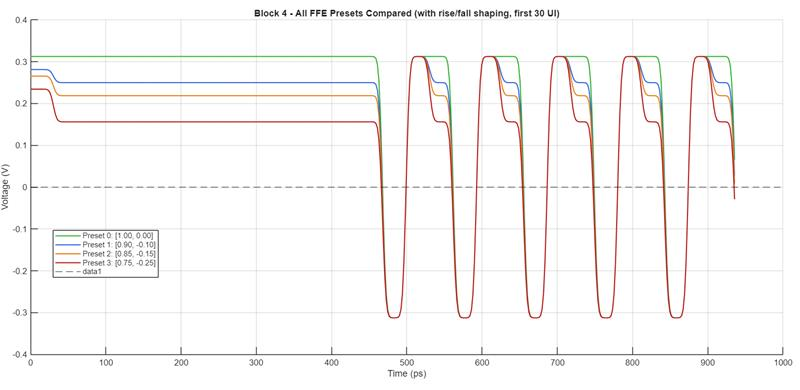 Block 4 - All FFE Presets Compared (with rise/fall shaping, first 30 UI)
0.4
0.3
0.2
0.1
0
-0.1
-0.2
-0.3
-0.4
Voltage (V)
Preset 0: [1.00, 0.00]
Preset 1: [0.90, -0.10]
Preset 2: [0.85, -0.15]
Preset 3: [0.75, -0.25]
data1
0 100 200 300 400 500 600 700 800 900 1000
Time (ps)